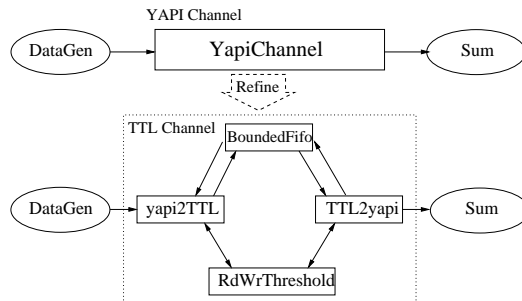 YAPI Channel
DataGen
YapiChannel
Sum
Refine
TTL Channel
BoundedFifo
DataGen
yapi2TTL
TTL2yapi
Sum
RdWrThreshold